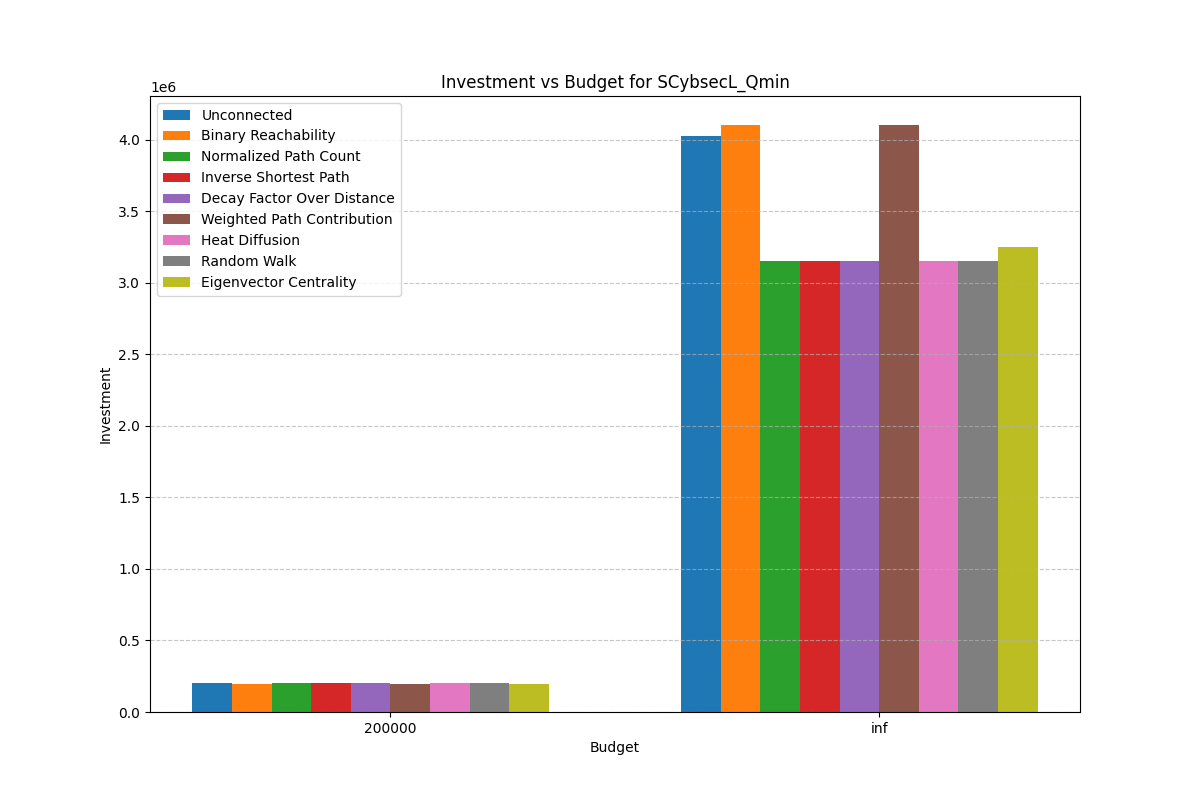 Investment vs Budget for SCybsecL_Qmin
1e6
Unconnected
Binary Reachability
Normalized Path Count
Inverse Shortest Path
Decay Factor Over Distance
Weighted Path Contribution
Heat Diffusion
Random Walk
Eigenvector Centrality
4.0
3.5
3.0
2.5
2.0
1.5
1.0
0.5
0.0
Investment
200000
inf
Budget